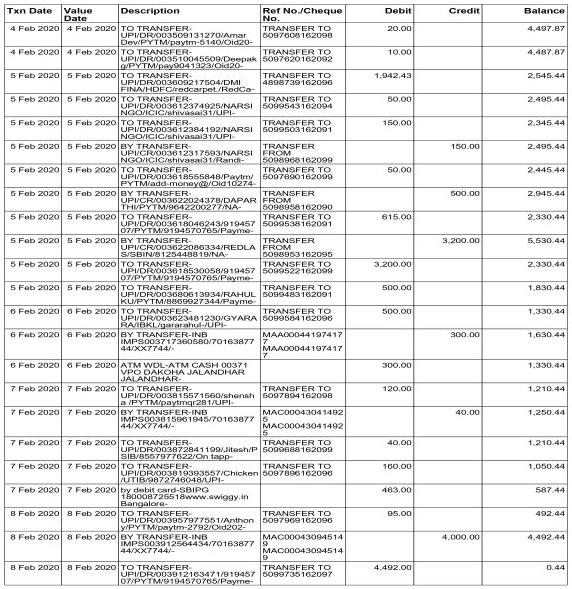 Txn Date Value Date Description Ref No./Cheque No. Debit Credit Balance
4 Feb 2020 4 Feb 2020 TO TRANSFER- TRANSFER TO 20.00 4,497.87
UPI/DR/003509131270/Amar 5097608162098
Dev/PYTM/paytm-5140/Oid20-
4 Feb 2020 4 Feb 2020 TO TRANSFER- TRANSFER TO 10.00 4,487.87
UPI/DR/003510045509/Deepak 5097620162092
g/PYTM/pay9041323/Oid20-
5 Feb 2020 5 Feb 2020 TO TRANSFER- TRANSFER TO 1,942.43 2,545.44
UPI/DR/003609217504/DMI 4898739162096
FINA/HDFC/redcarpet./RedCa-
5 Feb 2020 5 Feb 2020 TO TRANSFER- TRANSFER TO 50.00 2,495.44
UPI/DR/003612374925/NARSI 5099543162094
NGO/ICIC/shivasai31/UPI-
5 Feb 2020 5 Feb 2020 TO TRANSFER- TRANSFER TO 150.00 2,345.44
UPI/DR/003612384192/NARSI 5099503162091
NGO/ICIC/shivasai31/UPI-
5 Feb 2020 5 Feb 2020 BY TRANSFER- TRANSFER 150.00 2,495.44
UPI/CR/003612317593/NARSI FROM
NGO/ICIC/shivasai31/Randi- 5098968162099
5 Feb 2020 5 Feb 2020 TO TRANSFER- TRANSFER TO 50.00 2,445.44
UPI/DR/003618555848/Paytm/ 5097690162099
PYTM/add-money@/Oid10274-
5 Feb 2020 5 Feb 2020 BY TRANSFER- TRANSFER 500.00 2,945.44
UPI/CR/003622024378/DAPAR FROM
THI/PYTM/9642200277/NA- 5098958162090
5 Feb 2020 5 Feb 2020 TO TRANSFER- TRANSFER TO 615.00 2,330.44
UPI/DR/003618046243/919457 5099538162091
07/PYTM/9194570765/Payme-
5 Feb 2020 5 Feb 2020 BY TRANSFER- TRANSFER 3,200.00 5,530.44
UPI/CR/003622086334/REDLA FROM
S/SBIN/8125448819/NA- 5098953162095
5 Feb 2020 5 Feb 2020 TO TRANSFER- TRANSFER TO 3,200.00 2,330.44
UPI/DR/003618530058/919457 5099522162099
07/PYTM/9194570765/Payme-
5 Feb 2020 5 Feb 2020 TO TRANSFER- TRANSFER TO 500.00 1,830.44
UPI/DR/003680613934/RAHUL 5099483162091
KU/PYTM/8869927344/Payme-
6 Feb 2020 6 Feb 2020 TO TRANSFER- TRANSFER TO 500.00 1,330.44
UPI/DR/003623481230/GYARA 5099584162096
RA/IBKL/gararahul-/UPI-
6 Feb 2020 6 Feb 2020 BY TRANSFER-INB MAA00044197417 300.00 1,630.44
IMPS003717360580/70163877 7
44/XX7744/- MAA00044197417
7
6 Feb 2020 6 Feb 2020 ATM WDL-ATM CASH 00371 300.00 1,330.44
VPO DAKOHA JALANDHAR
JALANDHAR-
7 Feb 2020 7 Feb 2020 TO TRANSFER- TRANSFER TO 120.00 1,210.44
UPI/DR/003815571560/shensh 5097894162098
a /PYTM/paytmqr281/UPI-
7 Feb 2020 7 Feb 2020 BY TRANSFER-INB MAC00043041492 40.00 1,250.44
IMPS003815961945/70163877 5
44/XX7744/- MAC00043041492
5
7 Feb 2020 7 Feb 2020 TO TRANSFER- TRANSFER TO 40.00 1,210.44
UPI/DR/003872841199/Jitesh/P 5099688162099
SIB/8557977622/On tapp-
7 Feb 2020 7 Feb 2020 TO TRANSFER- TRANSFER TO 160.00 1,050.44
UPI/DR/003819393557/Chicken 5097896162096
/UTIB/9872746048/UPI-
7 Feb 2020 7 Feb 2020 by debit card-SBIPG 463.00 587.44
180008725518www.swiggy.in
Bangalore-
8 Feb 2020 8 Feb 2020 TO TRANSFER- TRANSFER TO 95.00 492.44
UPI/DR/003957977551/Anthon 5097969162096
y/PYTM/paytm-2792/Oid202-
8 Feb 2020 8 Feb 2020 BY TRANSFER-INB MAC00043094514 4,000.00 4,492.44
IMPS003912564434/70163877 9
44/XX7744/- MAC00043094514
9
8 Feb 2020 8 Feb 2020 TO TRANSFER- TRANSFER TO 4,492.00 0.44
UPI/DR/003912163471/919457 5099735162097
07/PYTM/9194570765/Payme-